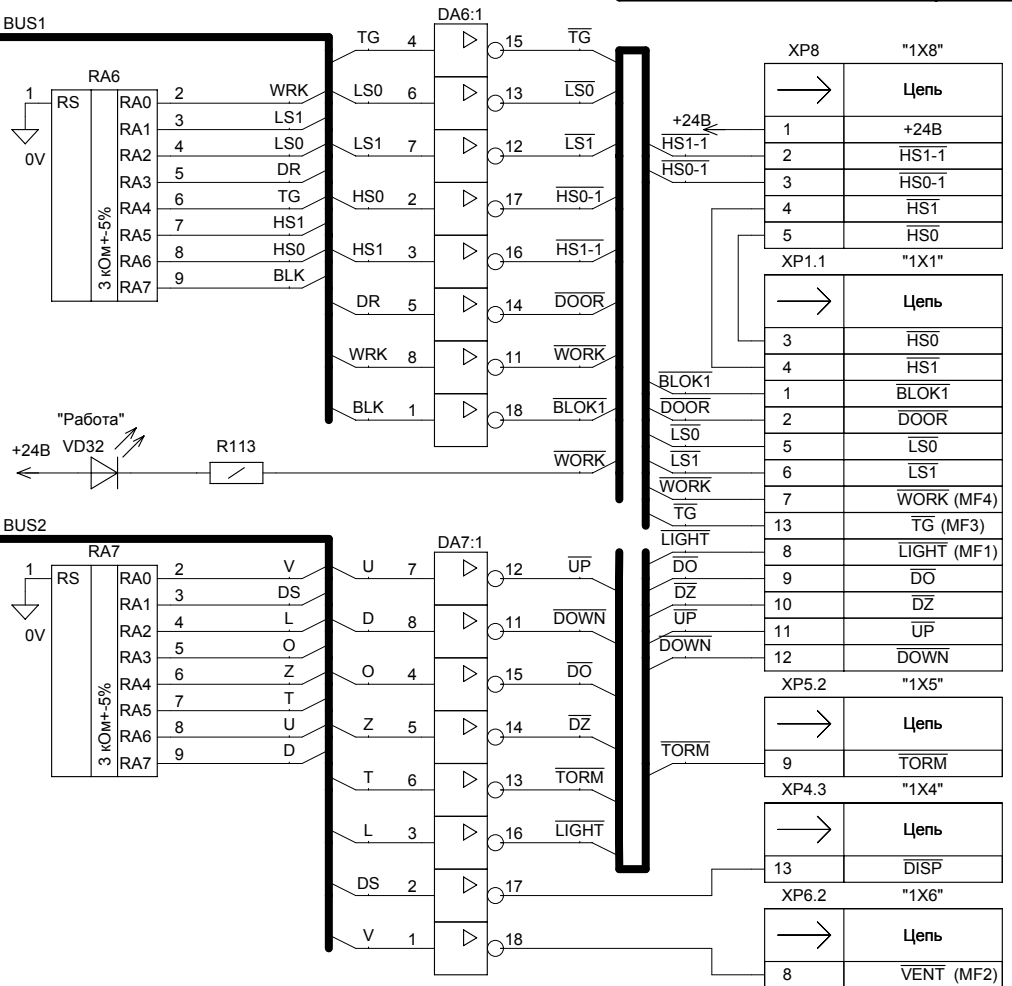 BUS1
DA6:1
TG 4 15 TG
XP8 "1X8"
RA6
Цепь
1 RS RA0 2 WRK LS0 6 13 LS0
RA1 3 LS1
+24В 1 +24В
0V RA2 4 LS0 LS1 7 12 LS1 HS1-1 2 HS1-1
RA3 5 DR HS0-1 3 HS0-1
RA4 6 TG HS0 2 17 HS0-1 4 HS1
RA5 7 HS1 5 HS0
3 кОм+-5% RA6 8 HS0 HS1 3 16 HS1-1 XP1.1 "1X1"
RA7 9 BLK
DR 5 14 DOOR Цепь
3 HS0
WRK 8 11 WORK 4 HS1
BLOK1 1 BLOK1
BLK 1 18 BLOK1 DOOR 2 DOOR
"Работа"
LS0 5 LS0
+24В VD32 R113 WORK LS1 6 LS1
WORK 7 WORK (MF4)
TG 13 TG (MF3)
BUS2
LIGHT 8 LIGHT (MF1)
RA7 DA7:1
1 RS RA0 2 V U 7 12 UP DO 9 DO
RA1 3 DS DZ 10 DZ
0V RA2 4 L D 8 11 DOWN UP 11 UP
RA3 5 O DOWN 12 DOWN
RA4 6 Z O 4 15 DO XP5.2 "1X5"
RA5 7 T
3 кОм+-5% RA6 8 U Z 5 14 DZ Цепь
RA7 9 D TORM 9 TORM
T 6 13 TORM XP4.3 "1X4"
L 3 16 LIGHT Цепь
13 DISP
DS 2 17 XP6.2 "1X6"
V 1 18 Цепь
8 VENT (MF2)